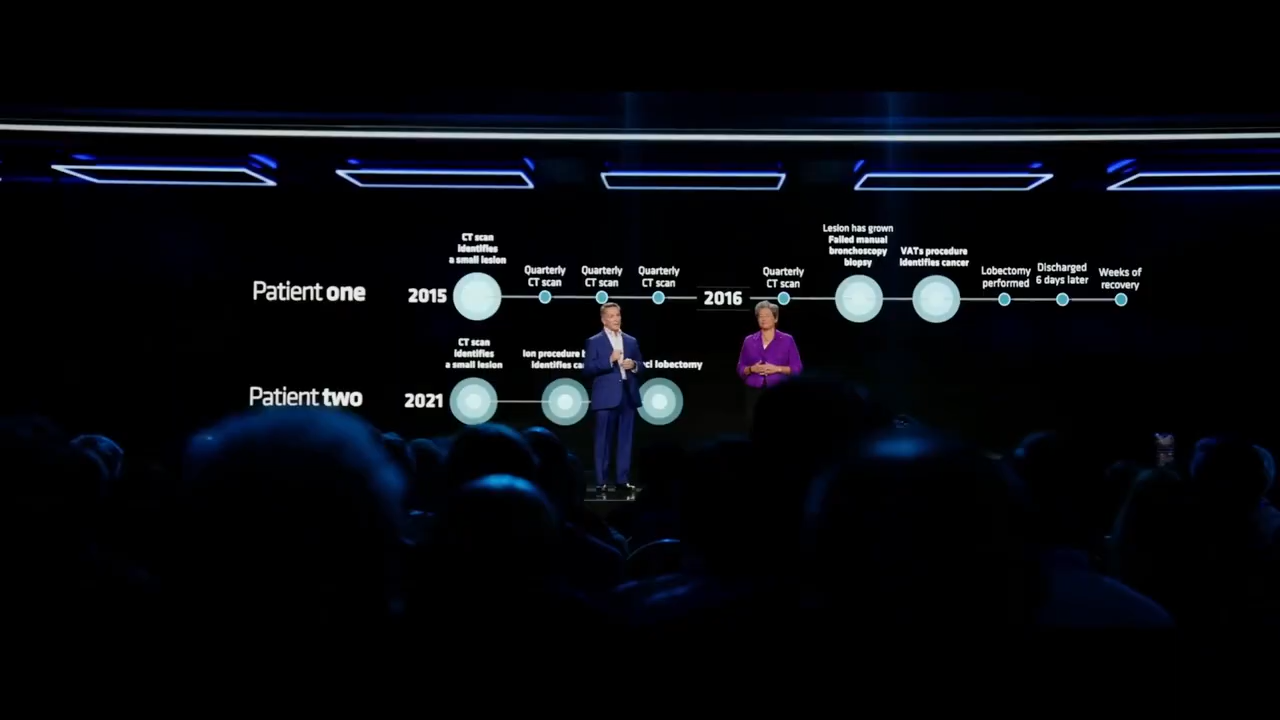 CT scan
identifies
a small lesion
Quarterly
CT scan
Quarterly
CT scan
Quarterly
CT scan
Quarterly
CT scan
Lesion has grown
Failed manual
bronchoscopy
biopsy
VATs procedure
identifies cancer
Lobectomy
performed
Discharged
6 days later
Weeks of
recovery
Patient one
2015
2016
CT scan
identifies
a small lesion
Ion procedure
identifies
lobectomy
Patient two
2021